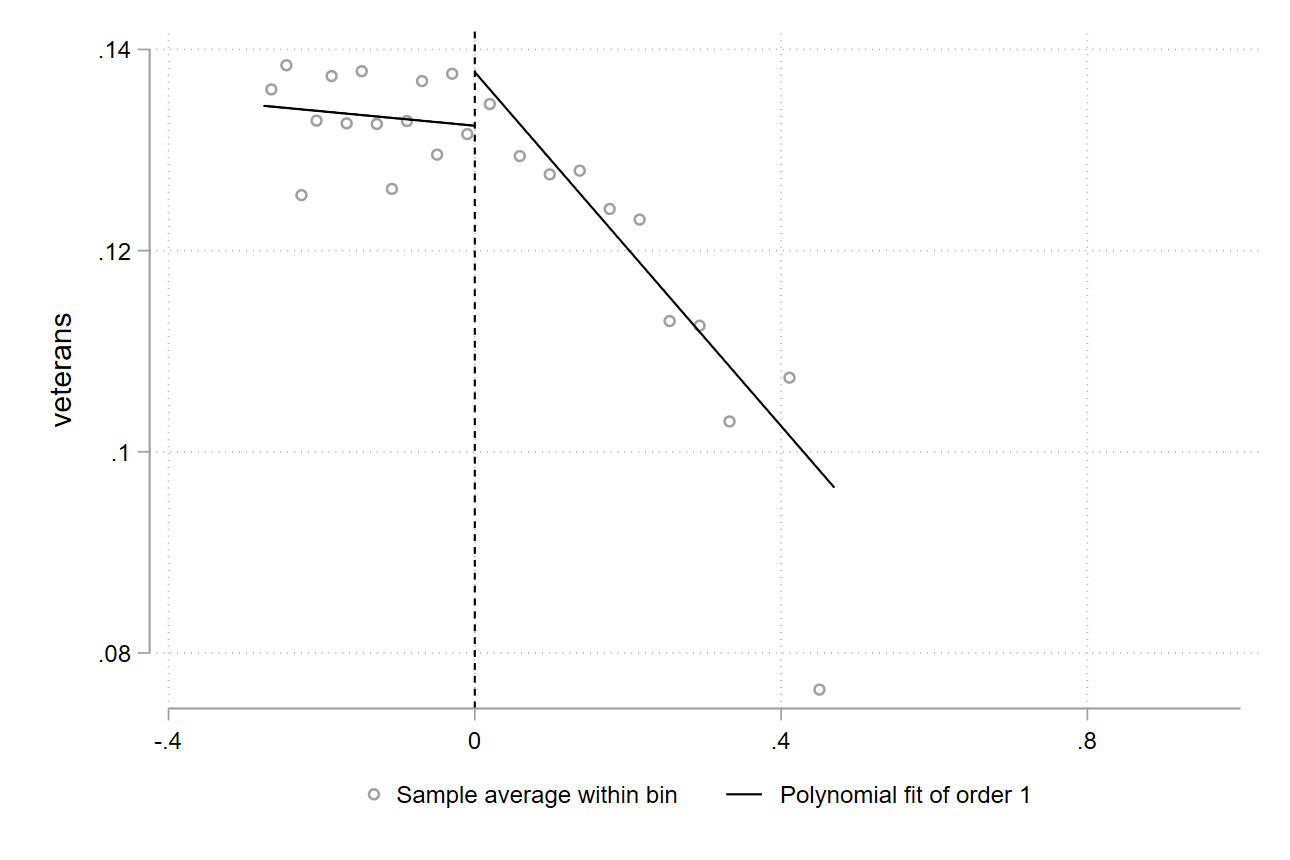 .14
.12
.1
.08
veterans
-.4 0 .4 .8
Sample average within bin Polynomial fit of order 1